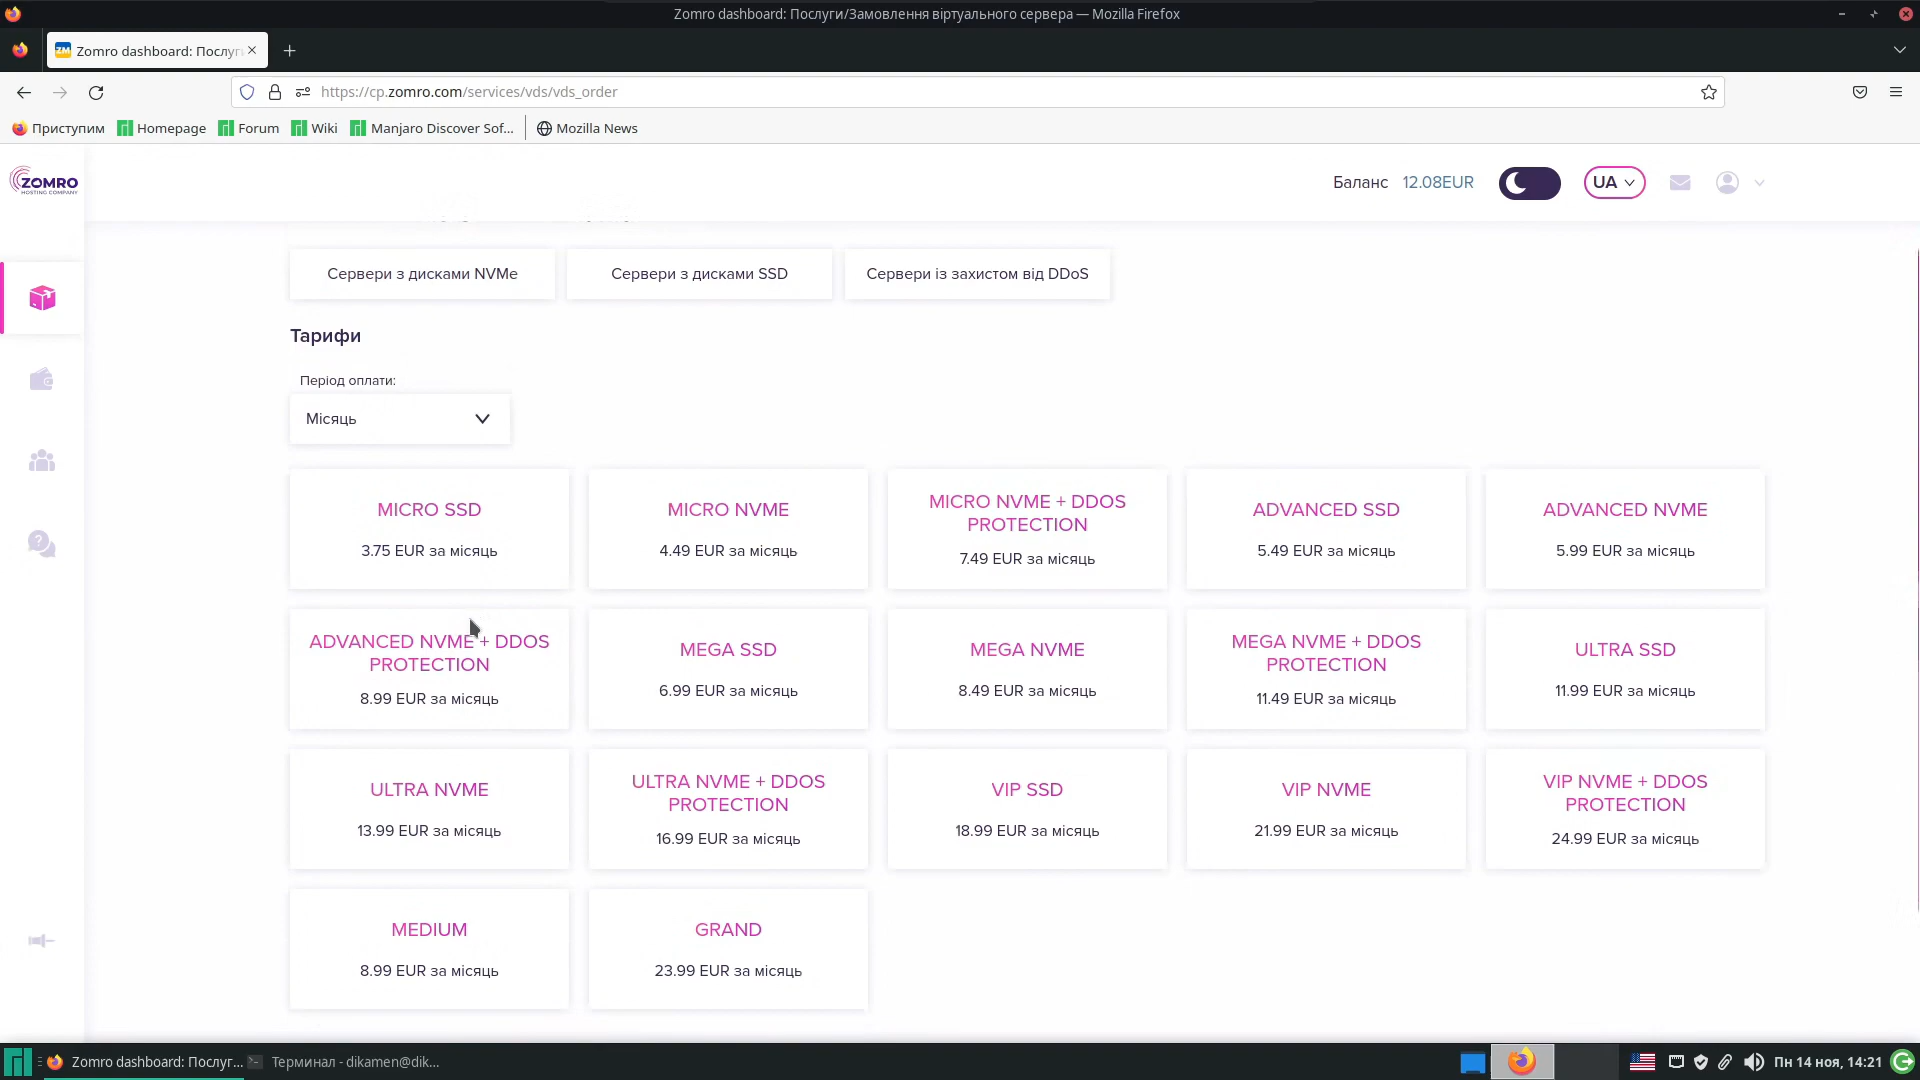 Zomro dashboard: Послуги/Замовлення віртуального сервера — Mozilla Firefox
Zomro dashboard: Послуг
https://cp.zomro.com/services/vds/vds_order
Приступим
Homepage
Forum
Wiki
Manjaro Discover Sof...
Mozilla News
ZOMRO
HOSTING COMPANY
Баланс 12.08EUR
UA
Сервери з дисками NVMe
Сервери з дисками SSD
Сервери із захистом від DDoS
Тарифи
Період оплати:
Місяць
MICRO SSD
3.75 EUR за місяць
MICRO NVME
4.49 EUR за місяць
MICRO NVME + DDOS
PROTECTION
7.49 EUR за місяць
ADVANCED SSD
5.49 EUR за місяць
ADVANCED NVME
5.99 EUR за місяць
ADVANCED NVME + DDOS
PROTECTION
8.99 EUR за місяць
MEGA SSD
6.99 EUR за місяць
MEGA NVME
8.49 EUR за місяць
MEGA NVME + DDOS
PROTECTION
11.49 EUR за місяць
ULTRA SSD
11.99 EUR за місяць
ULTRA NVME
13.99 EUR за місяць
ULTRA NVME + DDOS
PROTECTION
16.99 EUR за місяць
VIP SSD
18.99 EUR за місяць
VIP NVME
21.99 EUR за місяць
VIP NVME + DDOS
PROTECTION
24.99 EUR за місяць
MEDIUM
8.99 EUR за місяць
GRAND
23.99 EUR за місяць
Zomro dashboard: Послуг...
Терминал - dikamen@dik...
Пн 14 ноя, 14:21